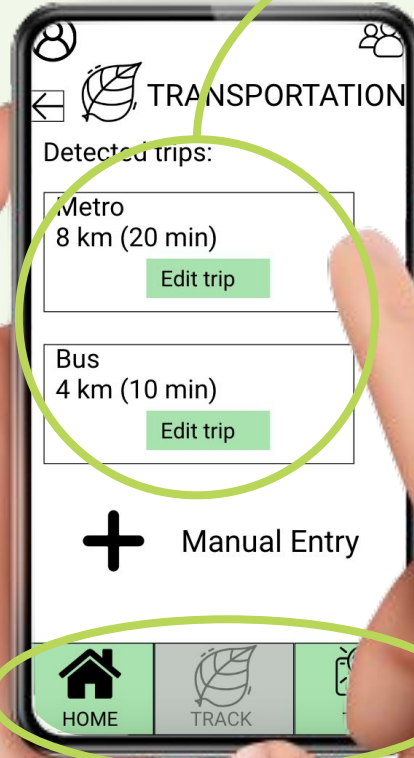 TRANSPORTATION
Detected trips:
Metro
8 km (20 min)
Edit trip
Bus
4 km (10 min)
Edit trip
Manual Entry
HOME
TRACK